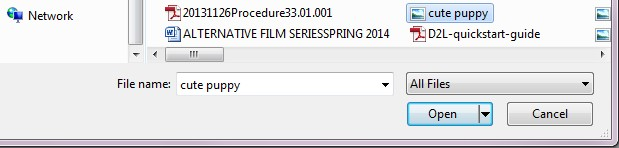 20131126Procedure33.01.001
cute puppy
Network
ALTERNATIVE FILM SERIESSPRING 2014
D2L-quickstart-guide
File name:
cute puppy
All Files
Open
Cancel